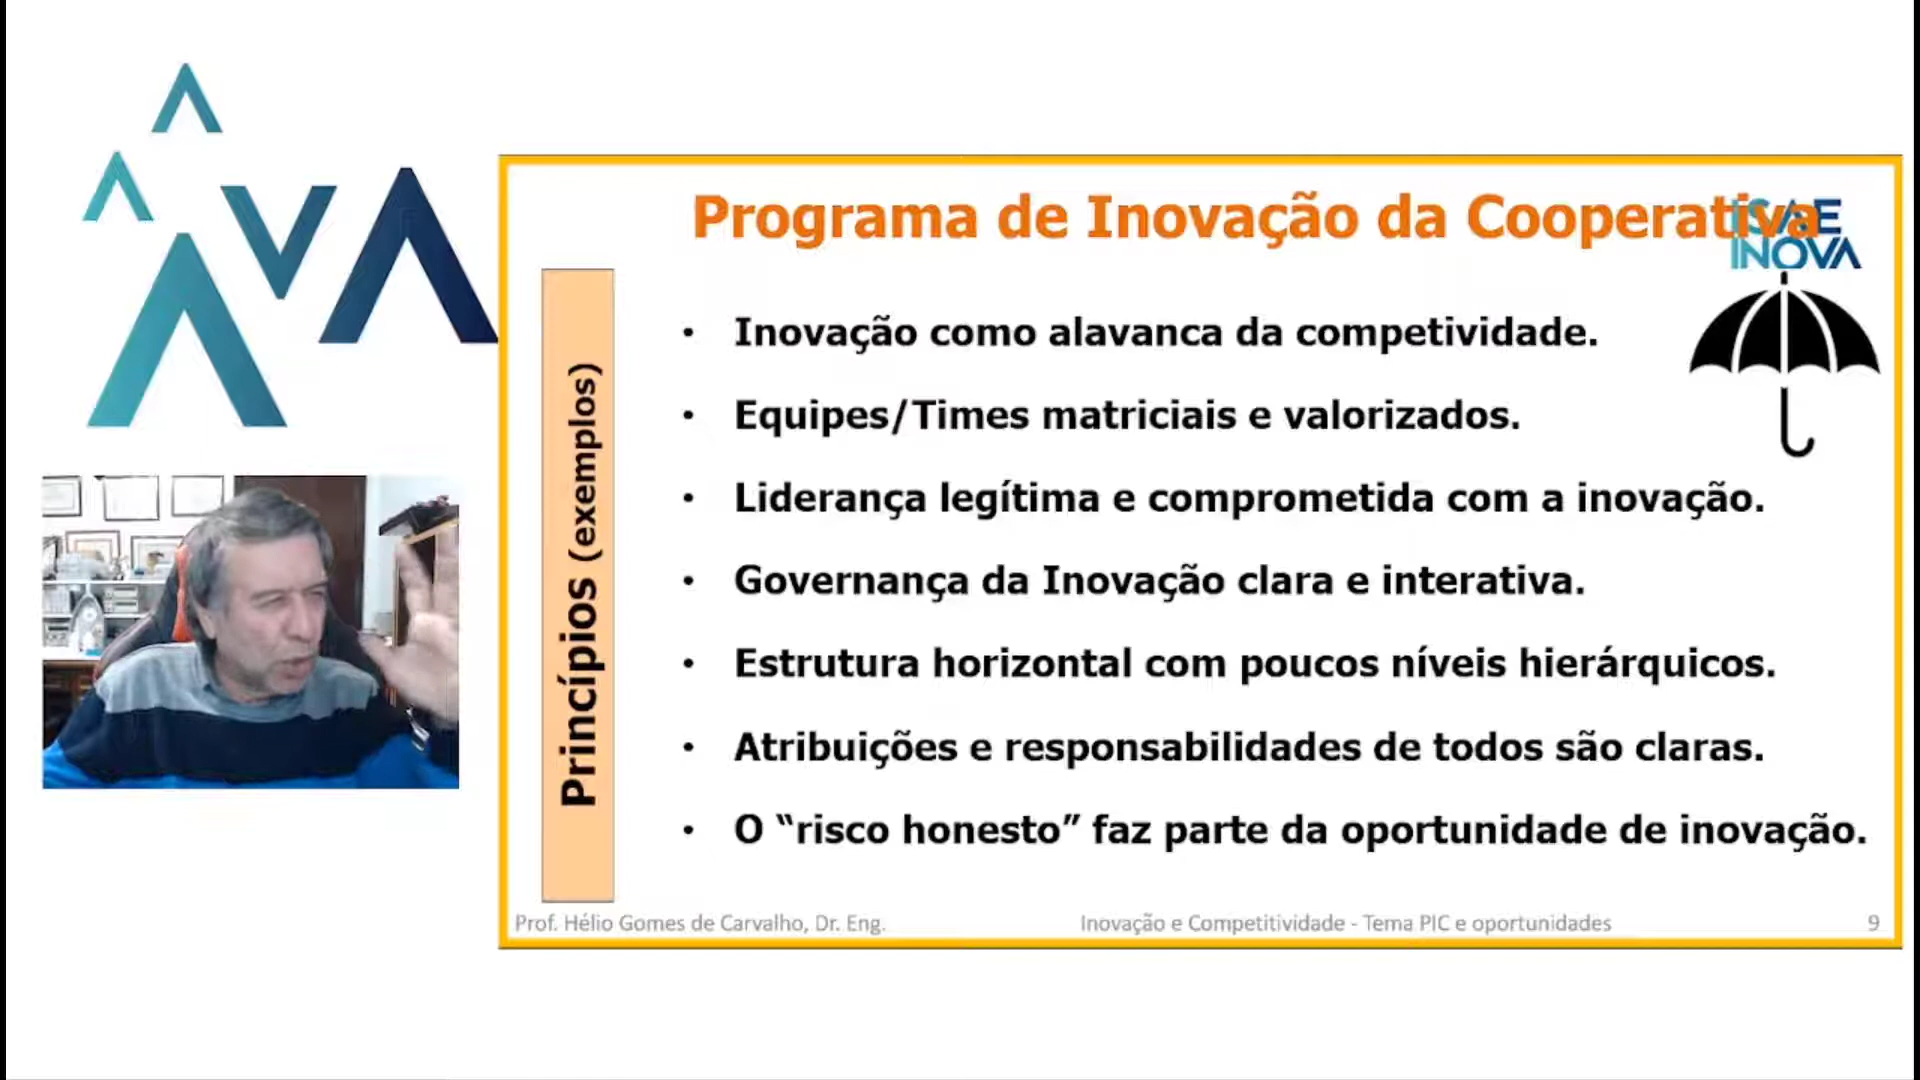 Programa de Inovação da Cooperativa
ISAE
INOVA
Princípios (exemplos)
• Inovação como alavanca da competividade.
• Equipes/Times matriciais e valorizados.
• Liderança legítima e comprometida com a inovação.
• Governança da Inovação clara e interativa.
• Estrutura horizontal com poucos níveis hierárquicos.
• Atribuições e responsabilidades de todos são claras.
• O “risco honesto” faz parte da oportunidade de inovação.
Prof. Hélio Gomes de Carvalho, Dr. Eng.
Inovação e Competitividade - Tema PIC e oportunidades
9